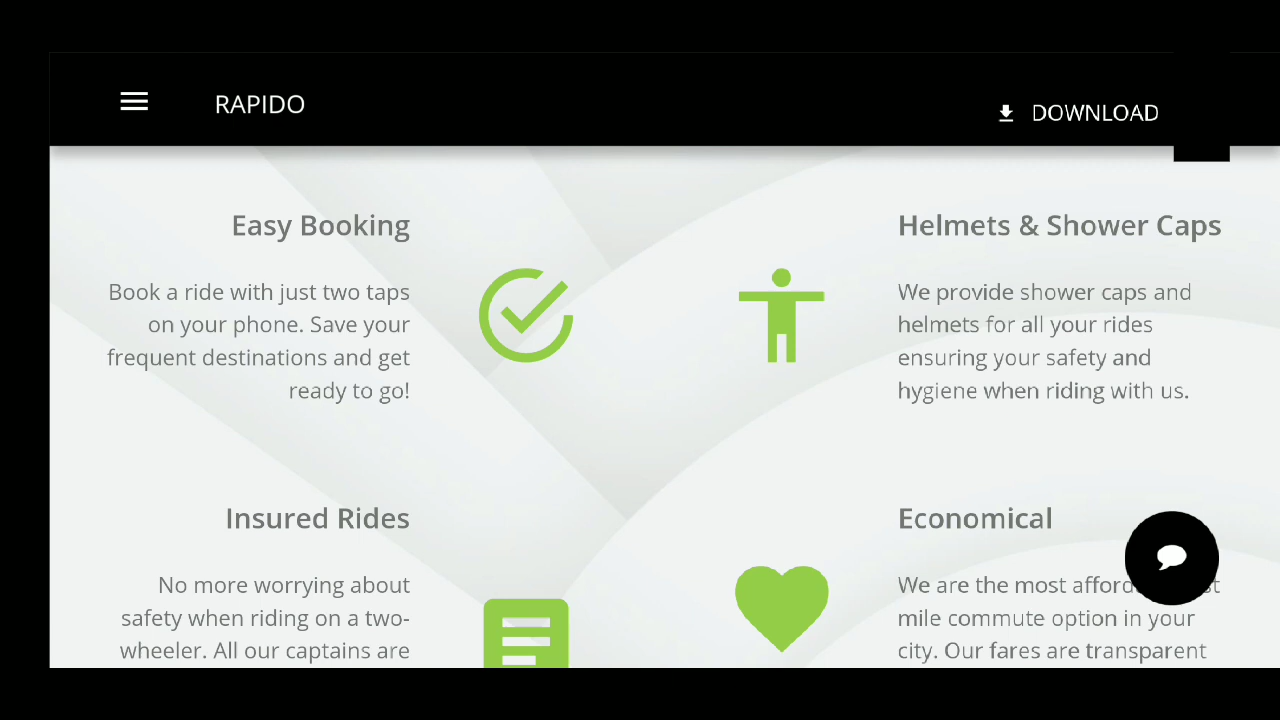 RAPIDO
DOWNLOAD
Easy Booking
Book a ride with just two taps
on your phone. Save your
frequent destinations and get
ready to go!
Helmets & Shower Caps
We provide shower caps and
helmets for all your rides
ensuring your safety and
hygiene when riding with us.
Insured Rides
No more worrying about
safety when riding on a two-
wheeler. All our captains are
Economical
We are the most
mile commute option in your
city. Our fares are transparent